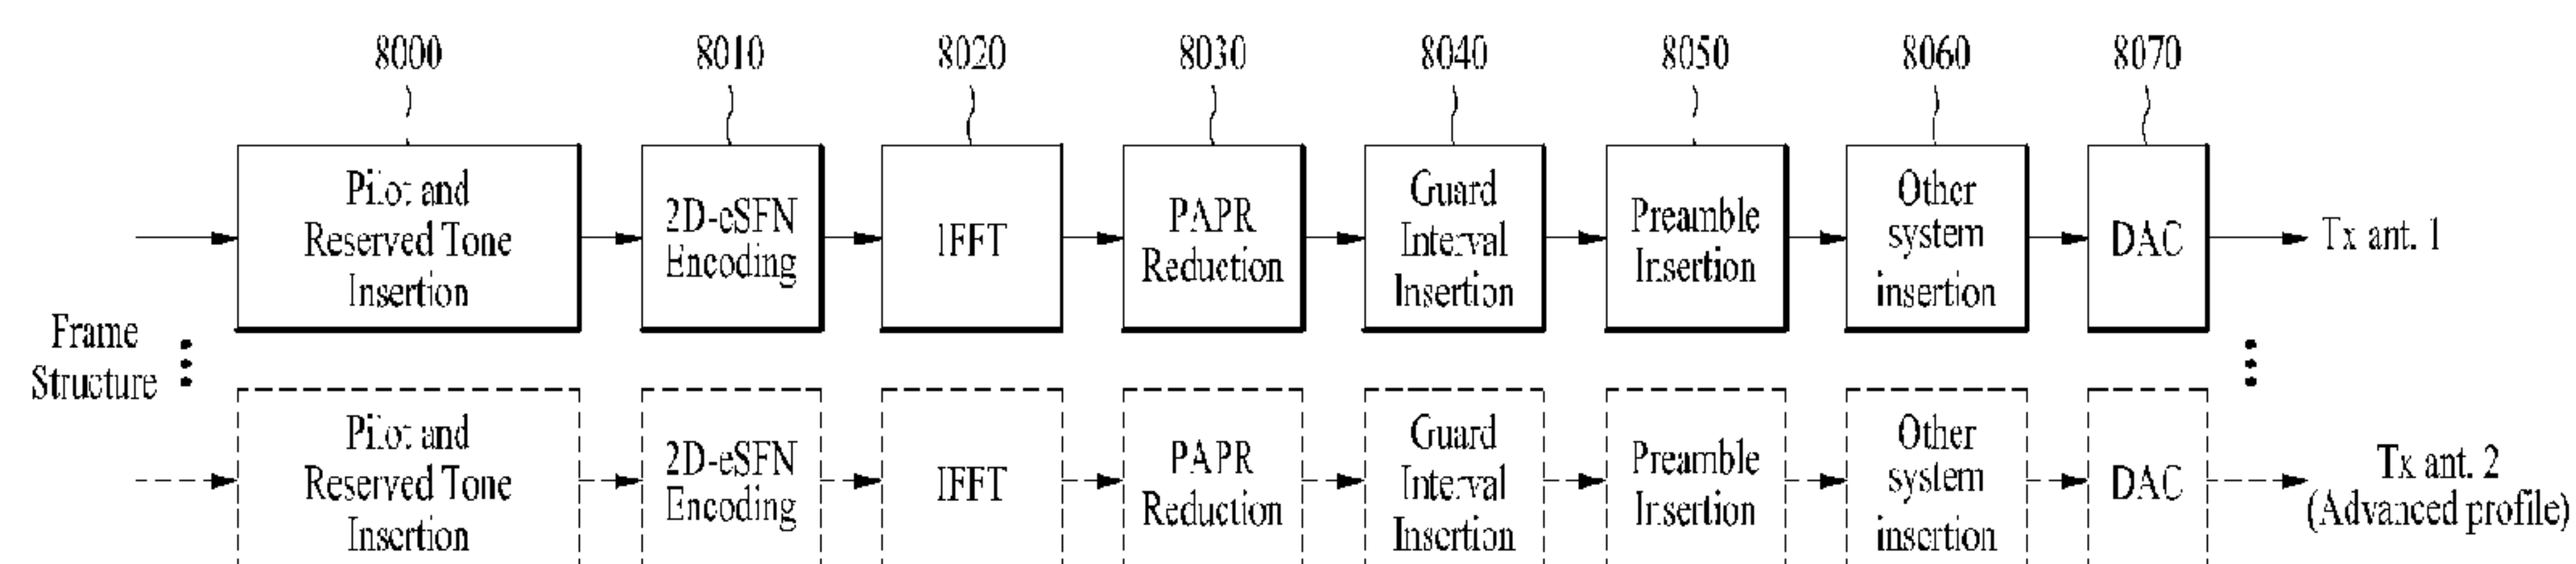 8000
8010
8020
8030
8040
8050
8060
8070
Pilot and
Reserved Tone
Insertion
2D-eSFN
Encoding
IFFT
PAPR
Reduction
Guard
Interval
Insertion
Preamble
Insertion
Other
system
insertion
DAC
Tx ant. 1
Frame
Structure
Pilot and
Reserved Tone
Insertion
2D-eSFN
Encoding
IFFT
PAPR
Reduction
Guard
Interval
Insertion
Preamble
Insertion
Other
system
insertion
DAC
Tx ant. 2
(Advanced profile)